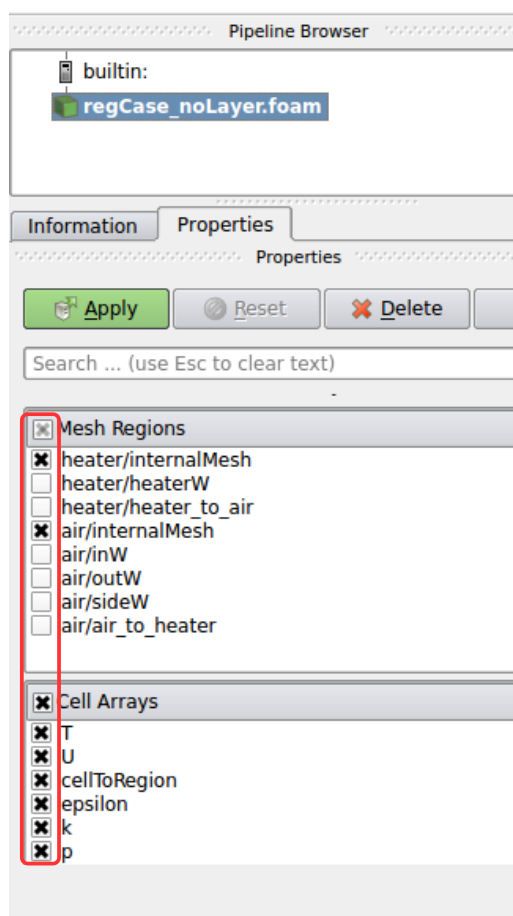 Pipeline Browser
builtin:
regCase_noLayer.foam
Information Properties
Properties
Apply Reset Delete
Search ... (use Esc to clear text)
Mesh Regions
heater/internalMesh
heater/heaterW
heater/heater_to_air
air/internalMesh
air/inW
air/outW
air/sideW
air/air_to_heater
Cell Arrays
T
U
cellToRegion
epsilon
k
p